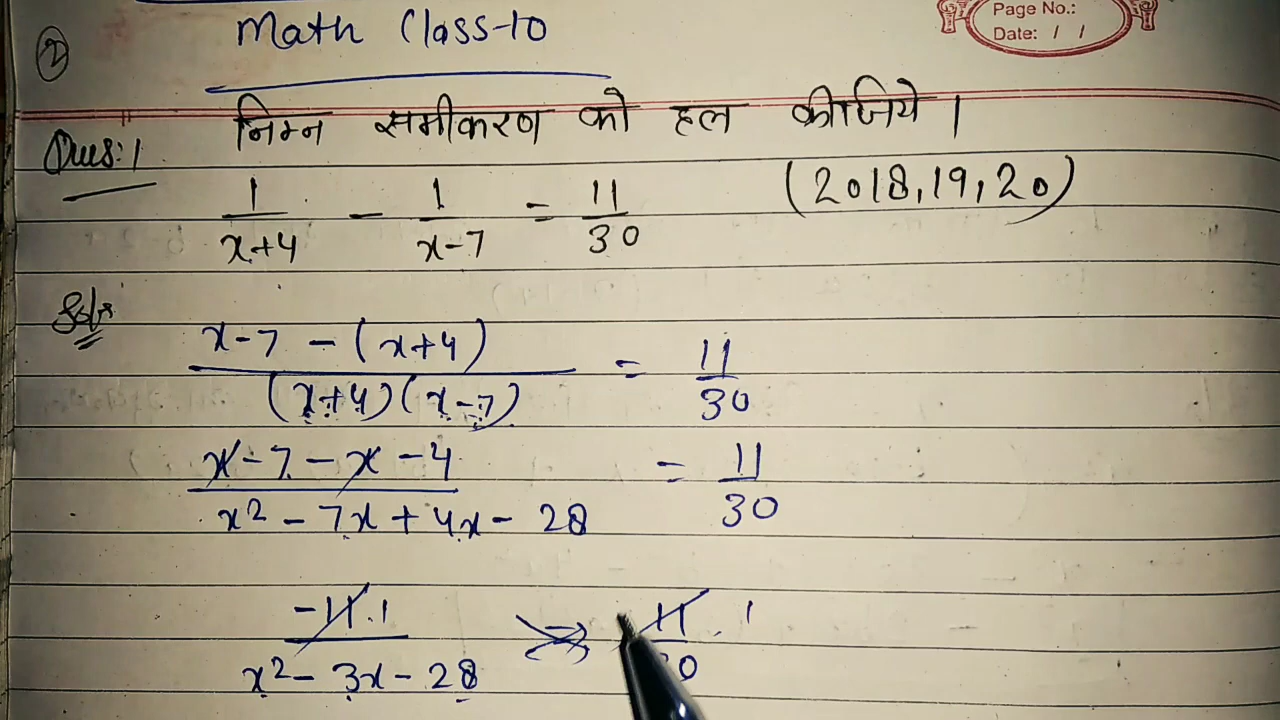 Page No.:
Date: / /
② Math Class-10
Ques:1 निम्न समीकरण को हल कीजिये।
1/(x+4) - 1/(x-7) = 11/30 (2018,19,20)
Sol:
(x-7 - (x+4))/((x+4)(x-7)) = 11/30
(x-7-x-4)/(x² - 7x + 4x - 28) = 11/30
-11.1/(x² - 3x - 28) = 11.1/30